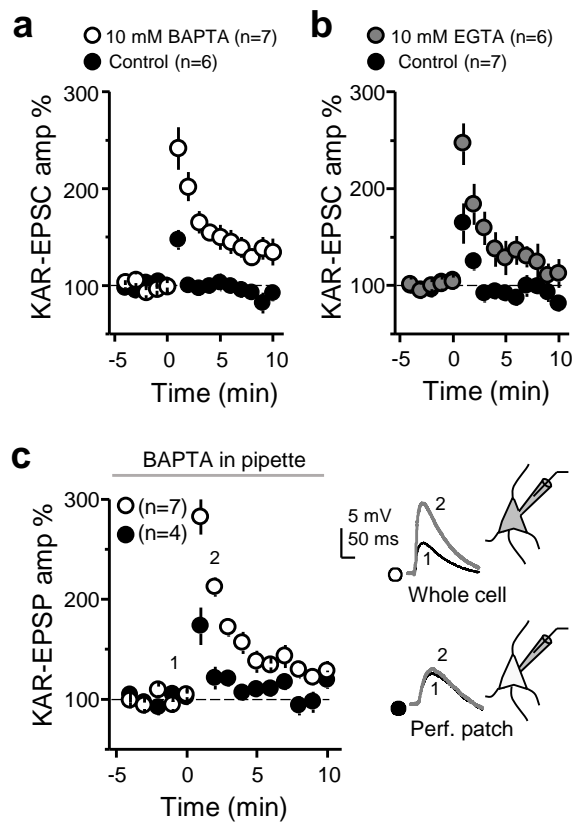 a
10 mM BAPTA (n=7)
Control (n=6)
KAR-EPSC amp %
300
200
100
-5 0 5 10
Time (min)
b
10 mM EGTA (n=6)
Control (n=7)
KAR-EPSC amp %
300
200
100
-5 0 5 10
Time (min)
c
BAPTA in pipette
(n=7)
(n=4)
KAR-EPSP amp %
300
200
100
1
2
-5 0 5 10
Time (min)
5 mV
50 ms
2
1
Whole cell
2
1
Perf. patch